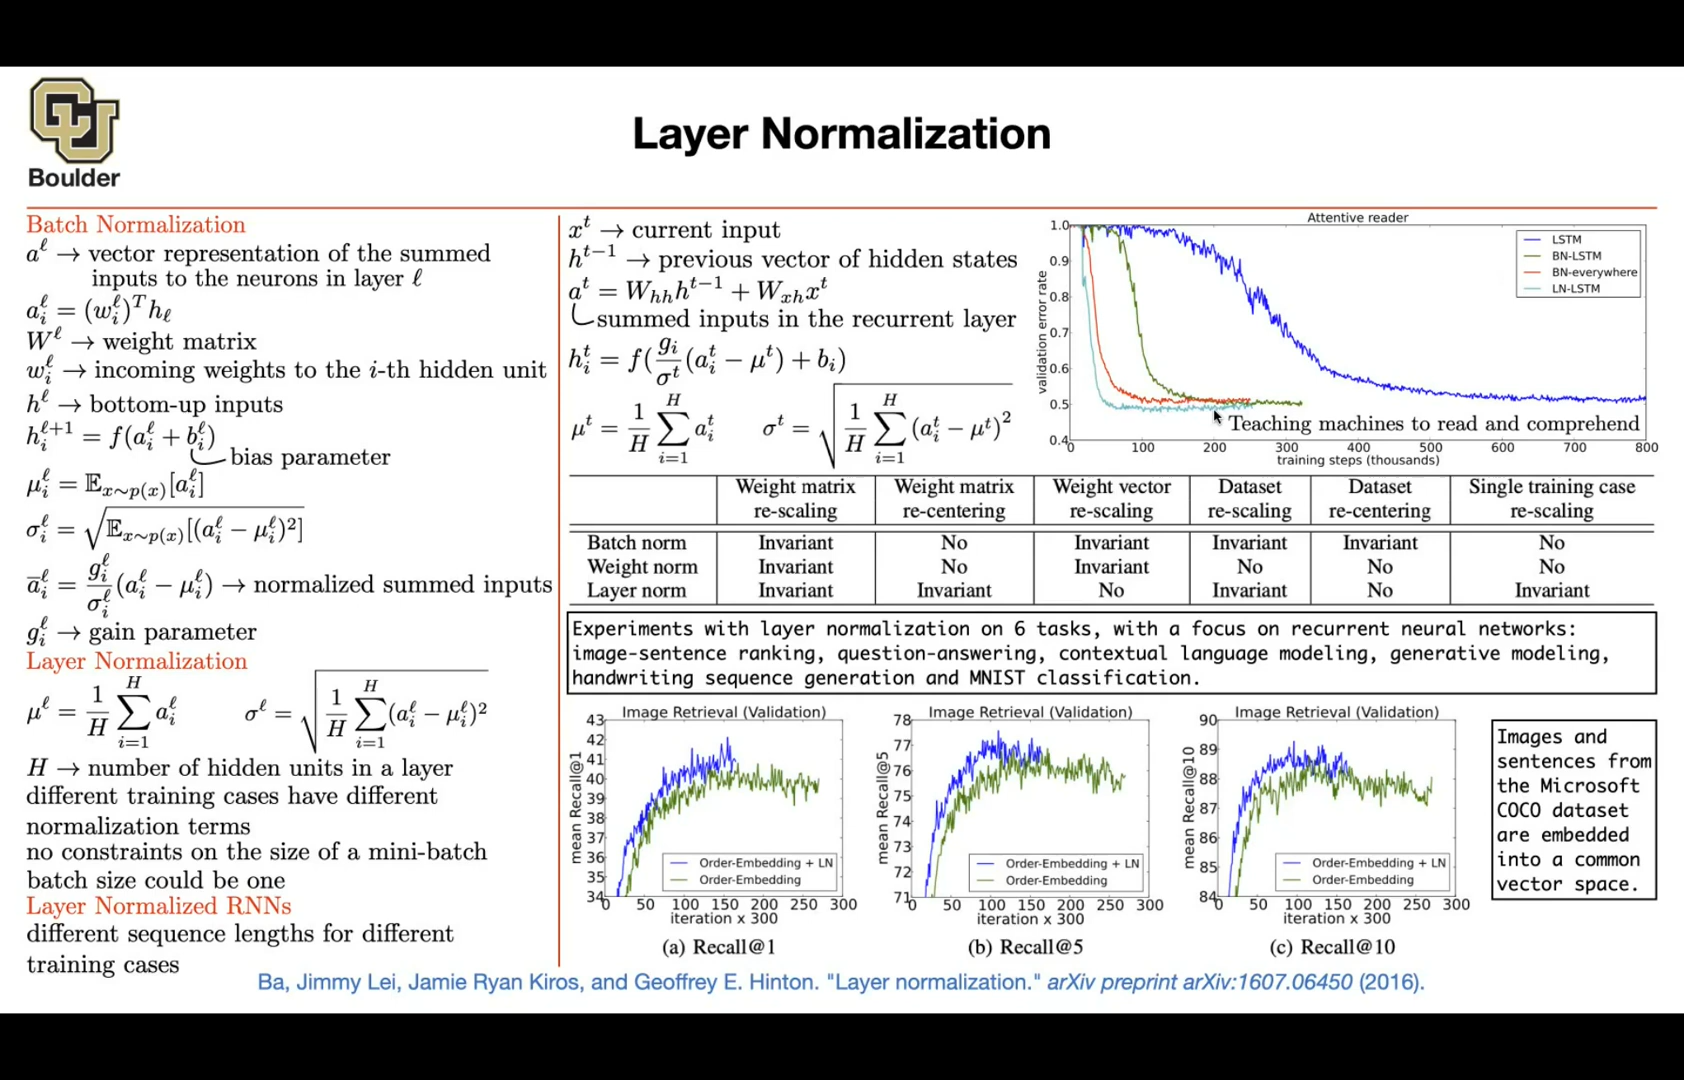 Boulder
Layer Normalization
Batch Normalization
a^ℓ → vector representation of the summed
inputs to the neurons in layer ℓ
a_i^ℓ = (w_i^ℓ)^T h_ℓ
W^ℓ → weight matrix
w_i^ℓ → incoming weights to the i-th hidden unit
h^ℓ → bottom-up inputs
h_i^{ℓ+1} = f(a_i^ℓ + b_i^ℓ)
bias parameter
μ_i^ℓ = 𝔼_{x∼p(x)}[a_i^ℓ]
σ_i^ℓ = √(𝔼_{x∼p(x)}[(a_i^ℓ − μ_i^ℓ)²])
a̅_i^ℓ = g_i^ℓ/σ_i^ℓ (a_i^ℓ − μ_i^ℓ) → normalized summed inputs
g_i^ℓ → gain parameter
Layer Normalization
μ^ℓ = 1/H ∑_{i=1}^H a_i^ℓ σ^ℓ = √(1/H ∑_{i=1}^H (a_i^ℓ − μ_i^ℓ)²)
H → number of hidden units in a layer
different training cases have different
normalization terms
no constraints on the size of a mini-batch
batch size could be one
Layer Normalized RNNs
different sequence lengths for different
training cases
x^t → current input
h^{t−1} → previous vector of hidden states
a^t = W_{hh}h^{t−1} + W_{xh}x^t
summed inputs in the recurrent layer
h_i^t = f(g_i/σ^t (a_i^t − μ^t) + b_i)
μ^t = 1/H ∑_{i=1}^H a_i^t σ^t = √(1/H ∑_{i=1}^H (a_i^t − μ^t)²)
Attentive reader
validation error rate
1.0
0.9
0.8
0.7
0.6
0.5
0.4
LSTM
BN-LSTM
BN-everywhere
LN-LSTM
Teaching machines to read and comprehend
0 100 200 300 400 500 600 700 800
training steps (thousands)
Weight matrix Weight matrix Weight vector Dataset Dataset Single training case
re-scaling re-centering re-scaling re-scaling re-centering re-scaling
Batch norm Invariant No Invariant Invariant Invariant No
Weight norm Invariant No Invariant No No No
Layer norm Invariant Invariant No Invariant No Invariant
Experiments with layer normalization on 6 tasks, with a focus on recurrent neural networks:
image-sentence ranking, question-answering, contextual language modeling, generative modeling,
handwriting sequence generation and MNIST classification.
Image Retrieval (Validation)
mean Recall@1
43
42
41
40
39
38
37
36
35
34
Order-Embedding + LN
Order-Embedding
0 50 100 150 200 250 300
iteration x 300
(a) Recall@1
Image Retrieval (Validation)
mean Recall@5
78
77
76
75
74
73
72
71
Order-Embedding + LN
Order-Embedding
0 50 100 150 200 250 300
iteration x 300
(b) Recall@5
Image Retrieval (Validation)
mean Recall@10
90
89
88
87
86
85
84
Order-Embedding + LN
Order-Embedding
0 50 100 150 200 250 300
iteration x 300
(c) Recall@10
Images and
sentences from
the Microsoft
COCO dataset
are embedded
into a common
vector space.
Ba, Jimmy Lei, Jamie Ryan Kiros, and Geoffrey E. Hinton. "Layer normalization." arXiv preprint arXiv:1607.06450 (2016).